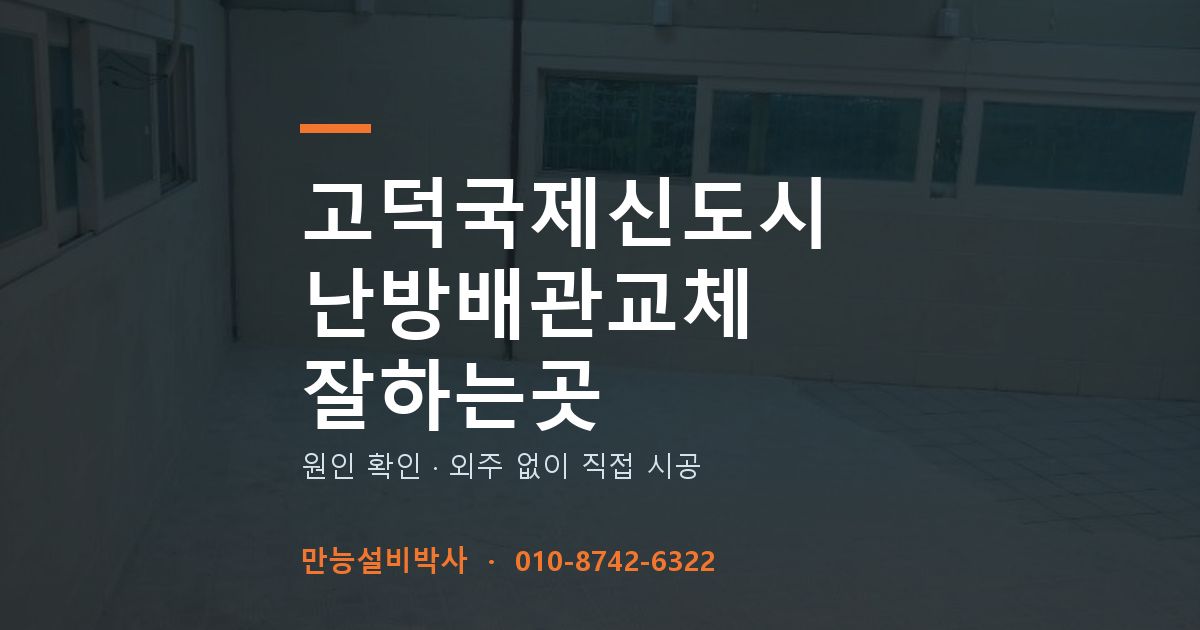 고덕국제신도시
난방배관교체
잘하는곳
원인 확인 · 외주 없이 직접 시공
만능설비박사 · 010-8742-6322